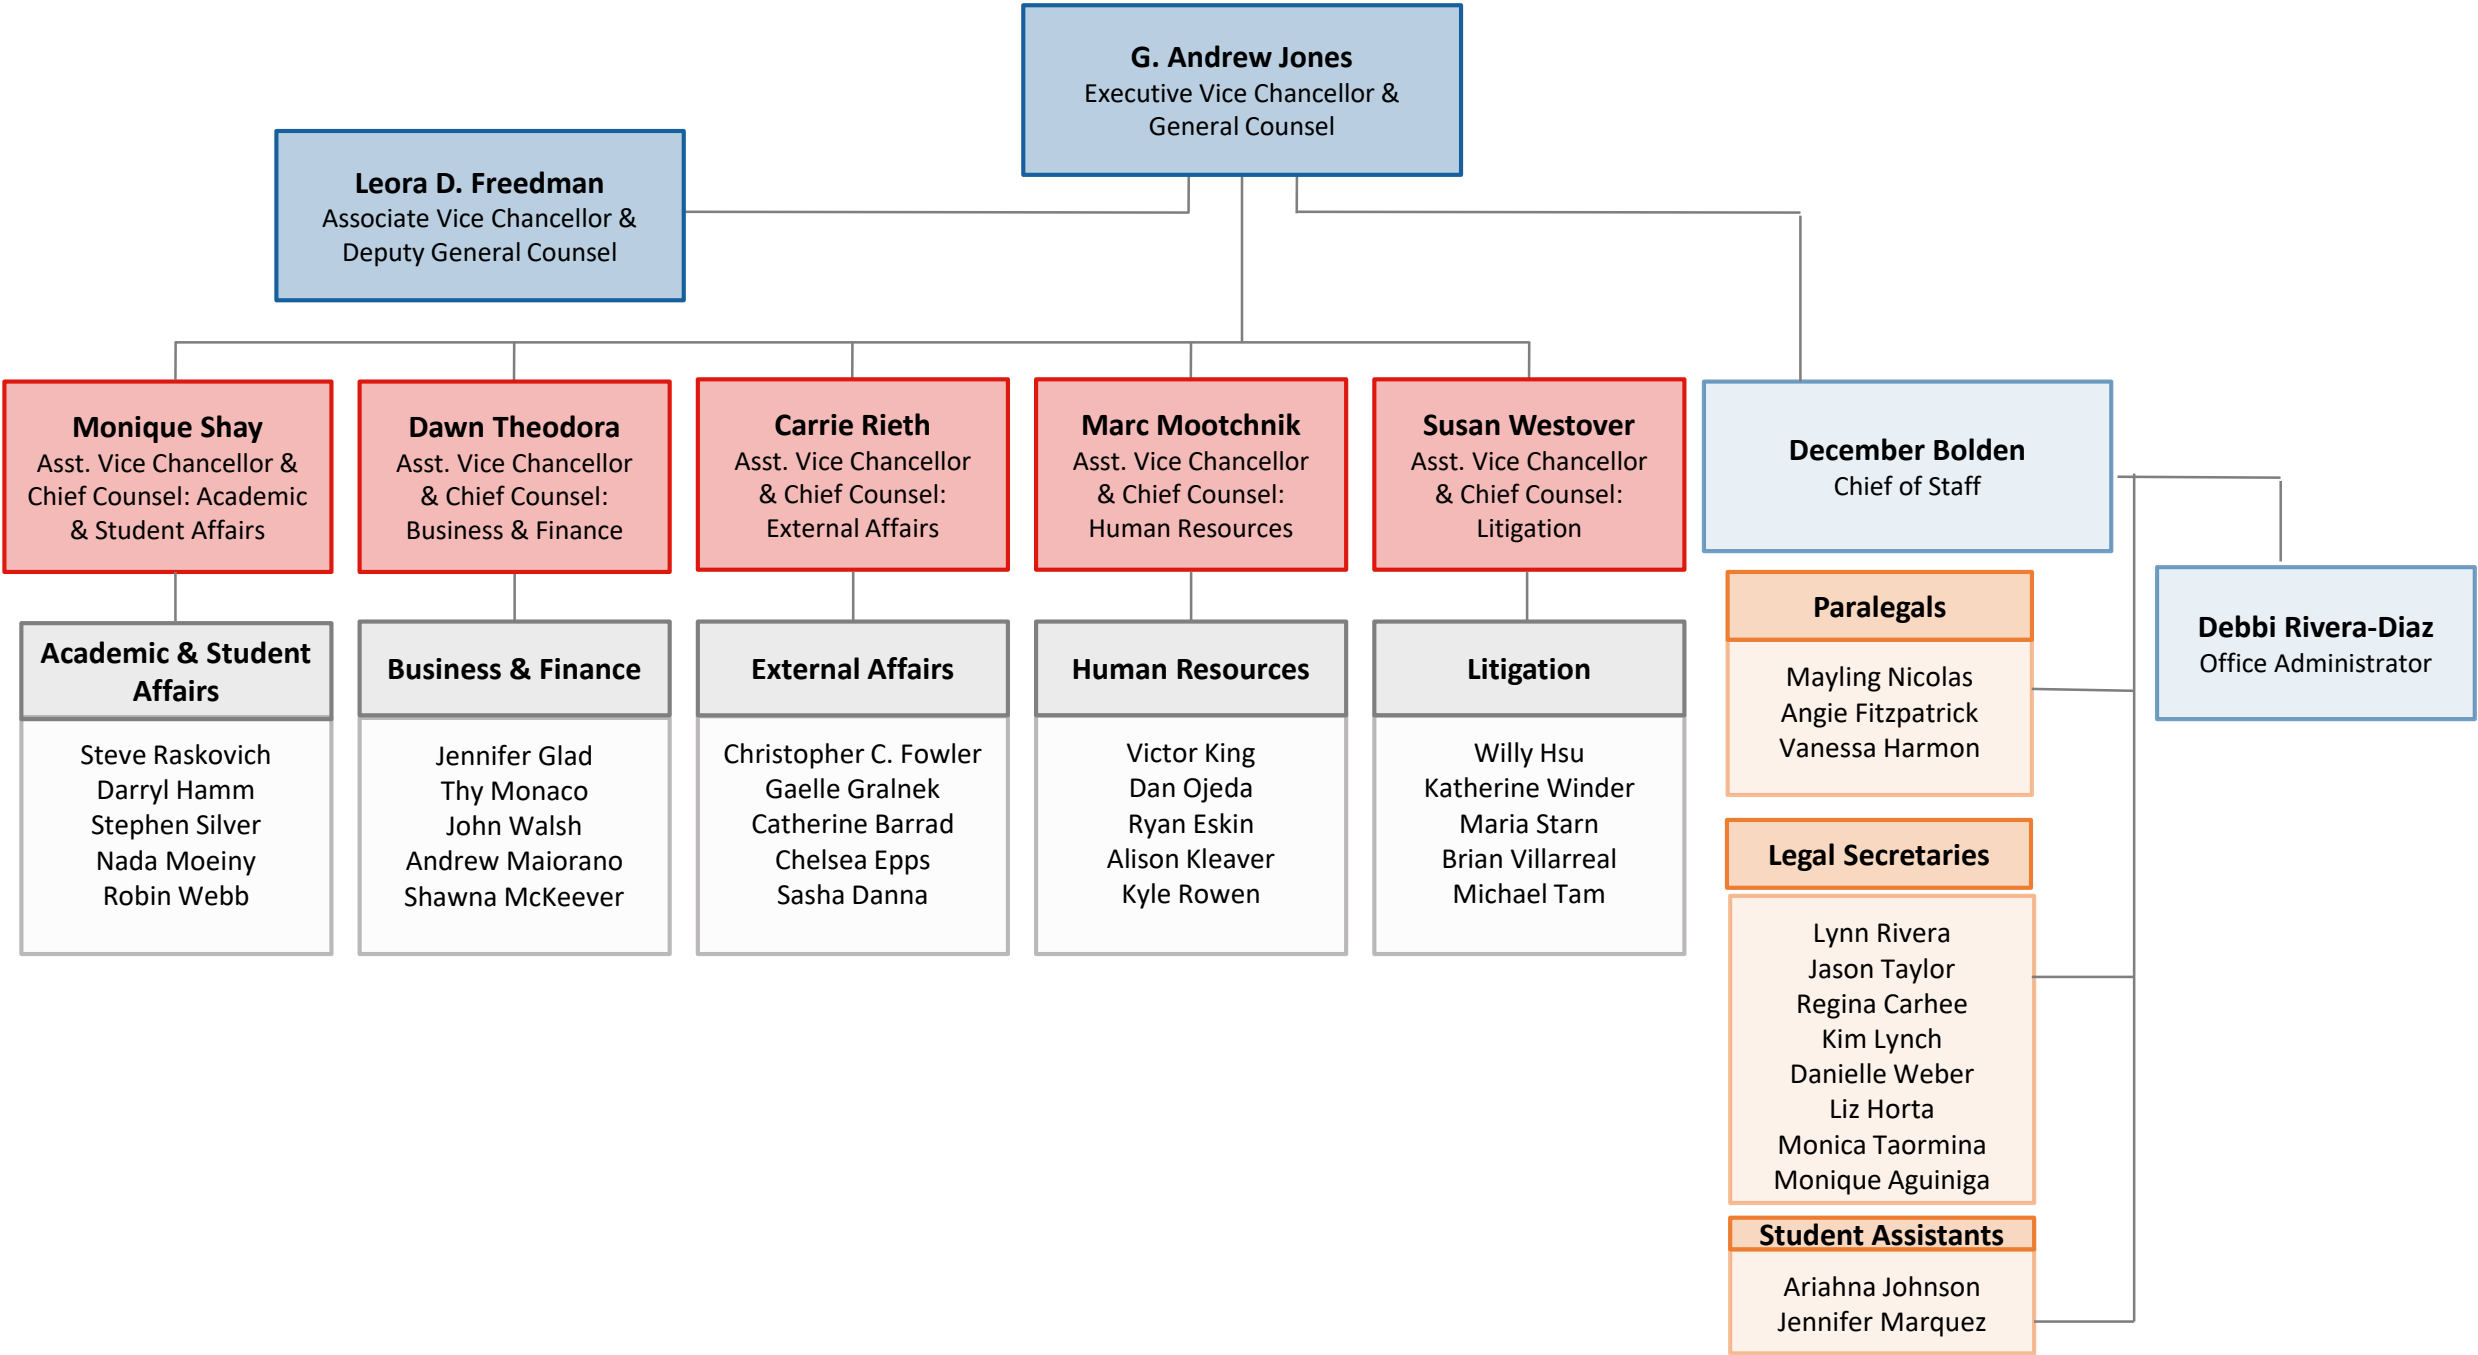 G. Andrew Jones
Executive Vice Chancellor &
General Counsel
Leora D. Freedman
Associate Vice Chancellor &
Deputy General Counsel
Monique Shay
Asst. Vice Chancellor &
Chief Counsel: Academic
& Student Affairs
Dawn Theodora
Asst. Vice Chancellor
& Chief Counsel:
Business & Finance
Carrie Rieth
Asst. Vice Chancellor
& Chief Counsel:
External Affairs
Marc Mootchnik
Asst. Vice Chancellor
& Chief Counsel:
Human Resources
Susan Westover
Asst. Vice Chancellor
& Chief Counsel:
Litigation
December Bolden
Chief of Staff
Debbi Rivera-Diaz
Office Administrator
Academic & Student
Affairs
Steve Raskovich
Darryl Hamm
Stephen Silver
Nada Moeiny
Robin Webb
Business & Finance
Jennifer Glad
Thy Monaco
John Walsh
Andrew Maiorano
Shawna McKeever
External Affairs
Christopher C. Fowler
Gaelle Gralnek
Catherine Barrad
Chelsea Epps
Sasha Danna
Human Resources
Victor King
Dan Ojeda
Ryan Eskin
Alison Kleaver
Kyle Rowen
Litigation
Willy Hsu
Katherine Winder
Maria Starn
Brian Villarreal
Michael Tam
Paralegals
Mayling Nicolas
Angie Fitzpatrick
Vanessa Harmon
Legal Secretaries
Lynn Rivera
Jason Taylor
Regina Carhee
Kim Lynch
Danielle Weber
Liz Horta
Monica Taormina
Monique Aguiniga
Student Assistants
Ariahna Johnson
Jennifer Marquez